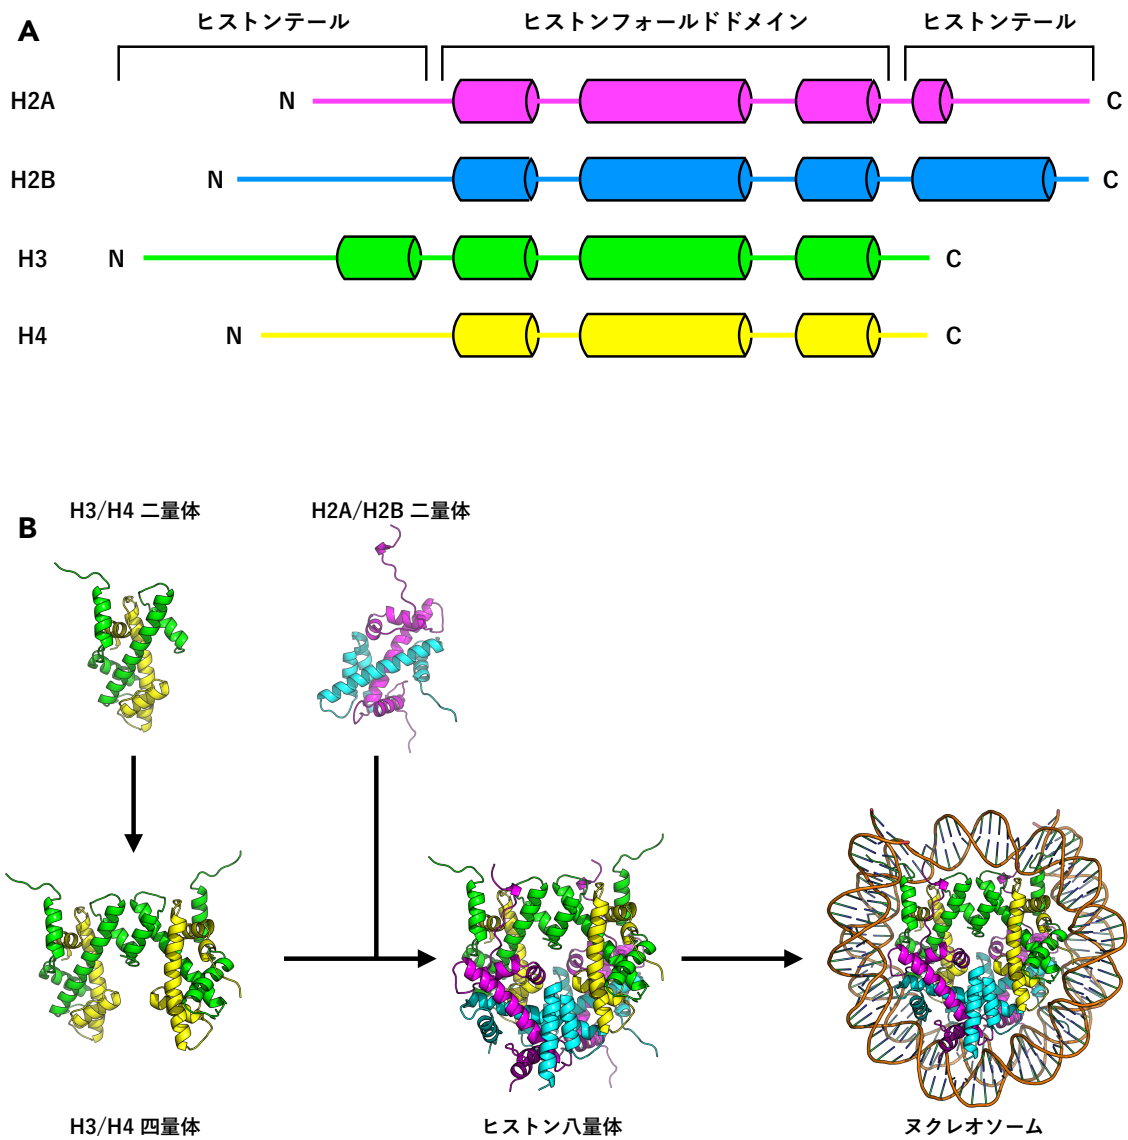 A
ヒストンテール
ヒストンフォールドドメイン
ヒストンテール
H2A
N
C
H2B
N
C
H3
N
C
H4
N
C
B
H3/H4 二量体
H2A/H2B 二量体
H3/H4 四量体
ヒストン八量体
ヌクレオソーム